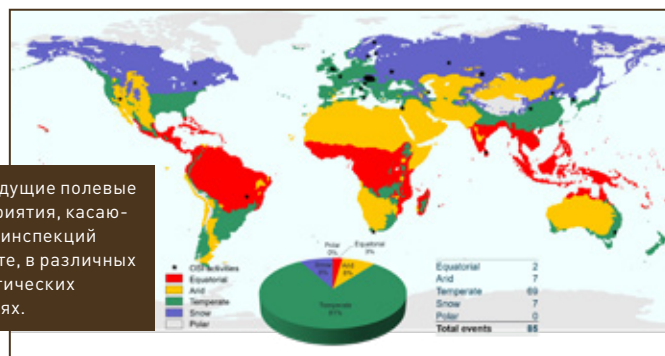 дущие полевые
риятия, касаю-
инспекций
те, в различных
тических
ях.
OSI activities
Equatorial
Arid
Temperate
Snow
Polar
Polar
0%
Equatorial
Snow
8%
Arid
8%
Temperate
81%
Equatorial 2
Arid 7
Temperate 69
Snow 7
Polar 0
Total events 85